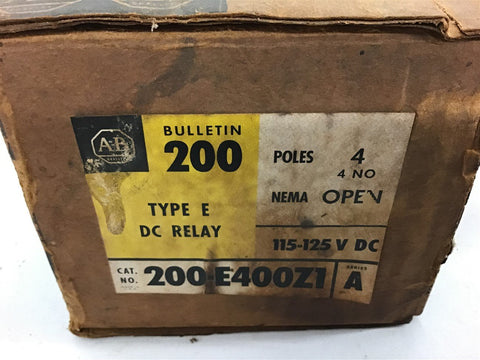 A-B
BULLETIN
200
TYPE E
DC RELAY
POLES 4
4 NO
NEMA OPEN
115-125 V DC
CAT. NO. 200-E400Z1
SERIES A